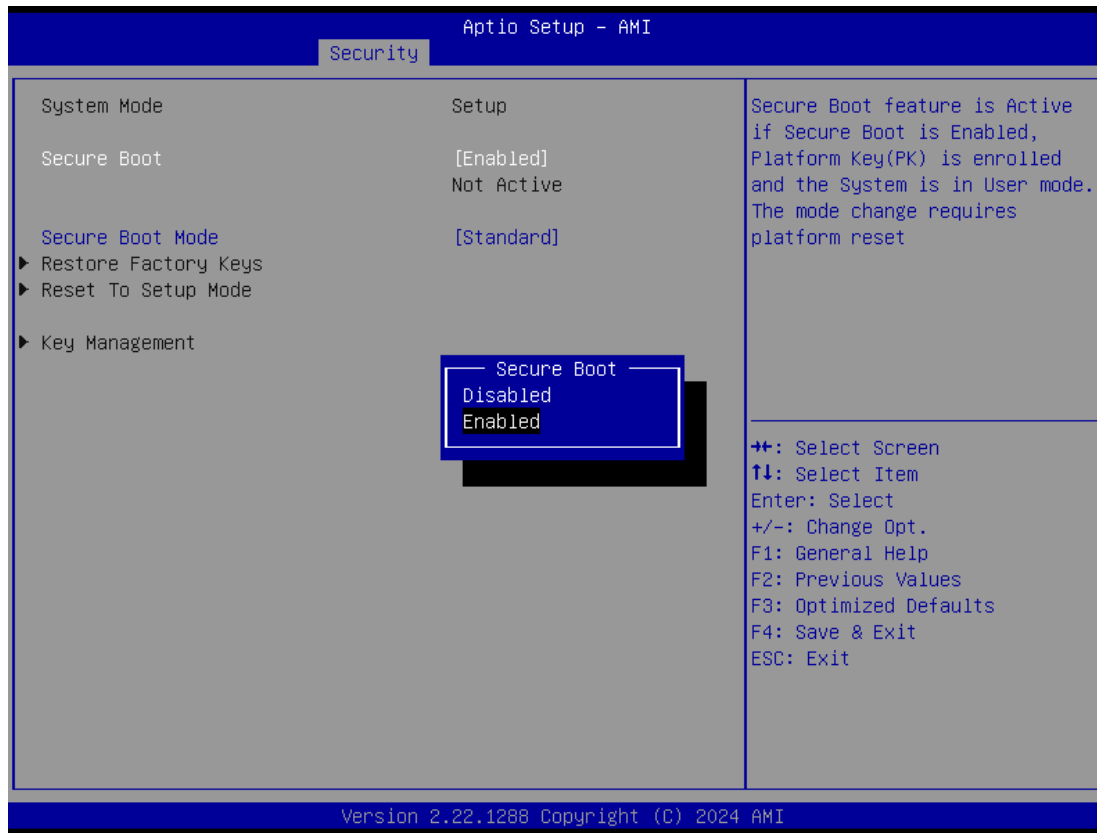 Aptio Setup – AMI
Security
System Mode Setup
Secure Boot [Enabled]
Not Active
Secure Boot Mode [Standard]
▶ Restore Factory Keys
▶ Reset To Setup Mode
▶ Key Management
Secure Boot
Disabled
Enabled
Secure Boot feature is Active
if Secure Boot is Enabled,
Platform Key(PK) is enrolled
and the System is in User mode.
The mode change requires
platform reset
→←: Select Screen
↑↓: Select Item
Enter: Select
+/-: Change Opt.
F1: General Help
F2: Previous Values
F3: Optimized Defaults
F4: Save & Exit
ESC: Exit
Version 2.22.1288 Copyright (C) 2024 AMI